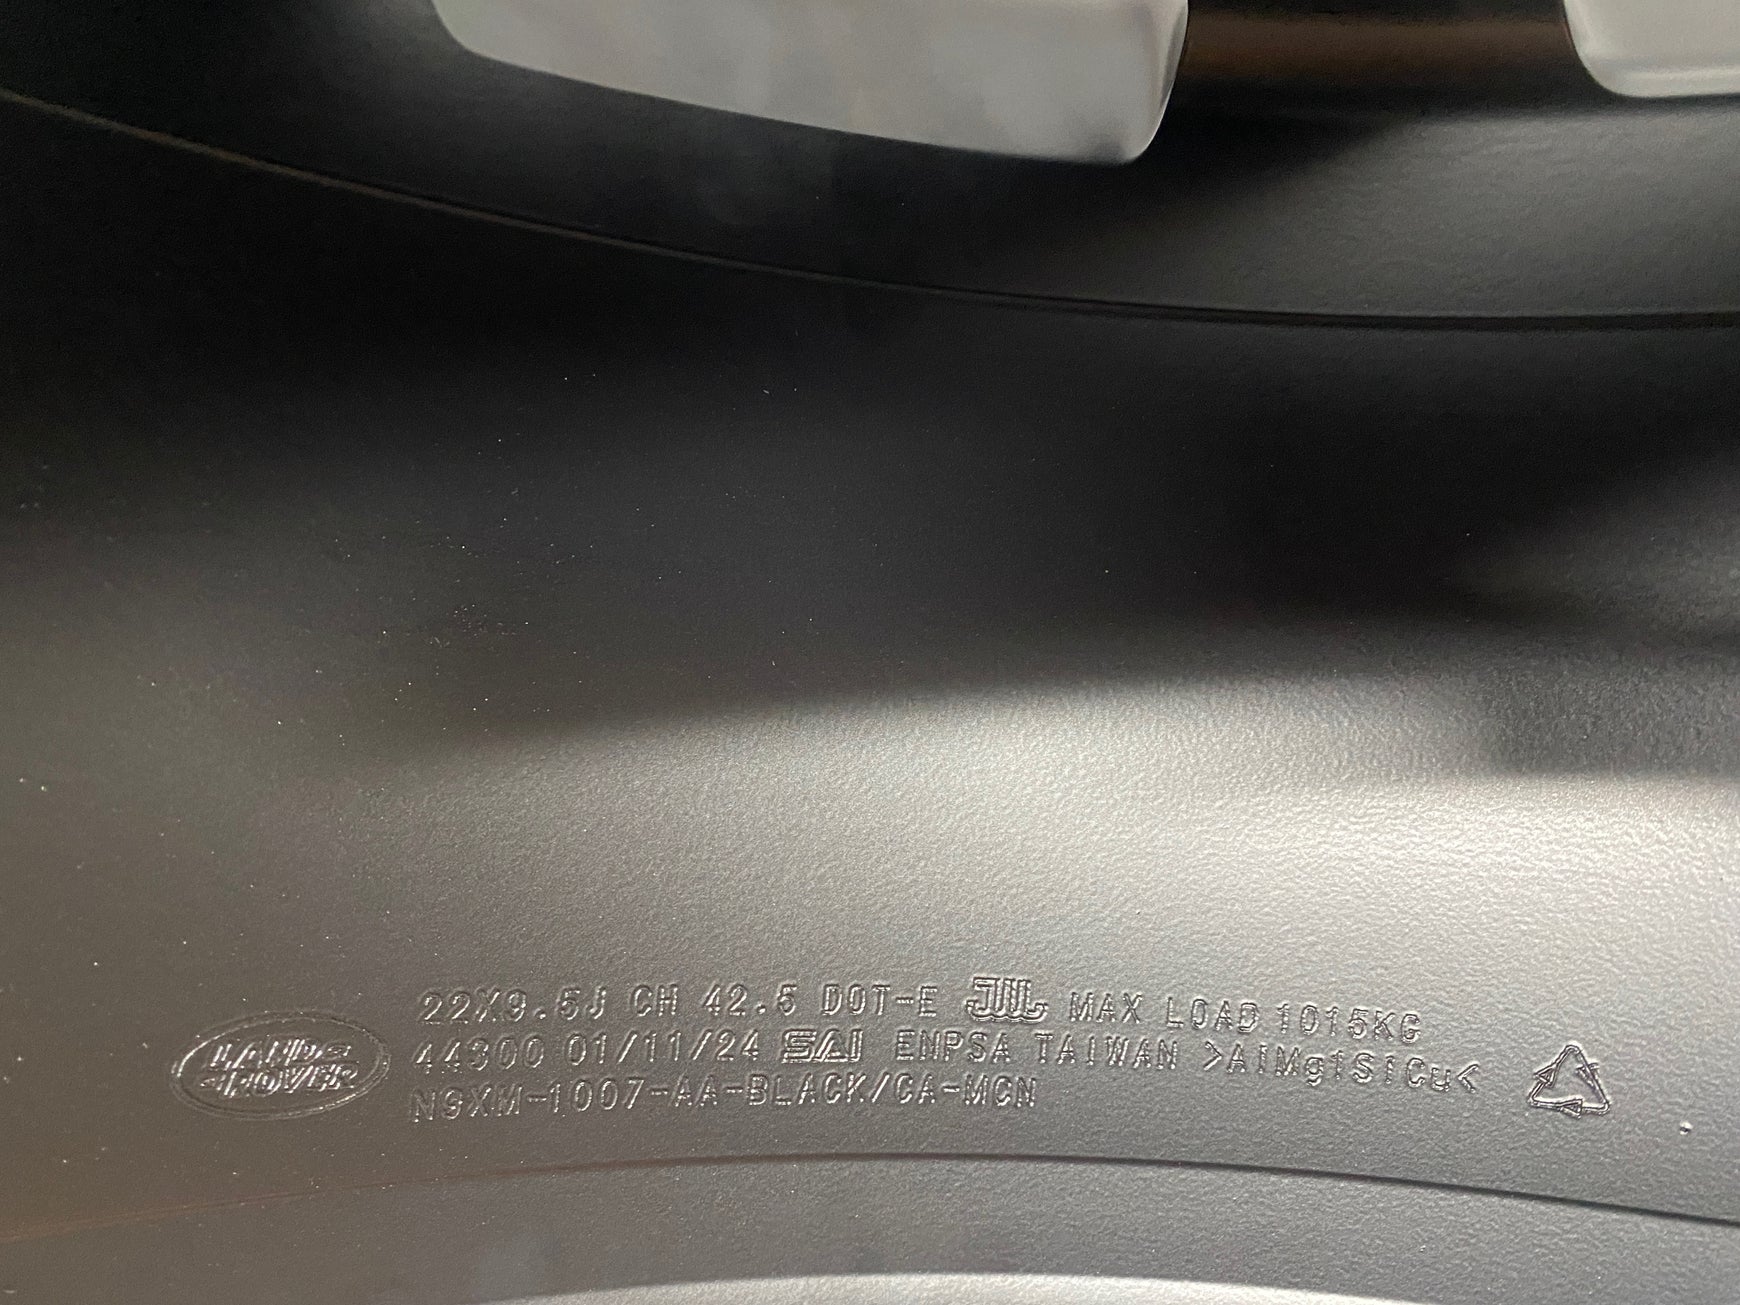 LAND-
-ROVER
22X9.5J CH 42.5 DOT-E JWL MAX LOAD 1015KG
44300 01/11/24 SAI ENPSA TAIWAN >AlMg1SiCu<
N9XM-1007-AA-BLACK/CA-MCN